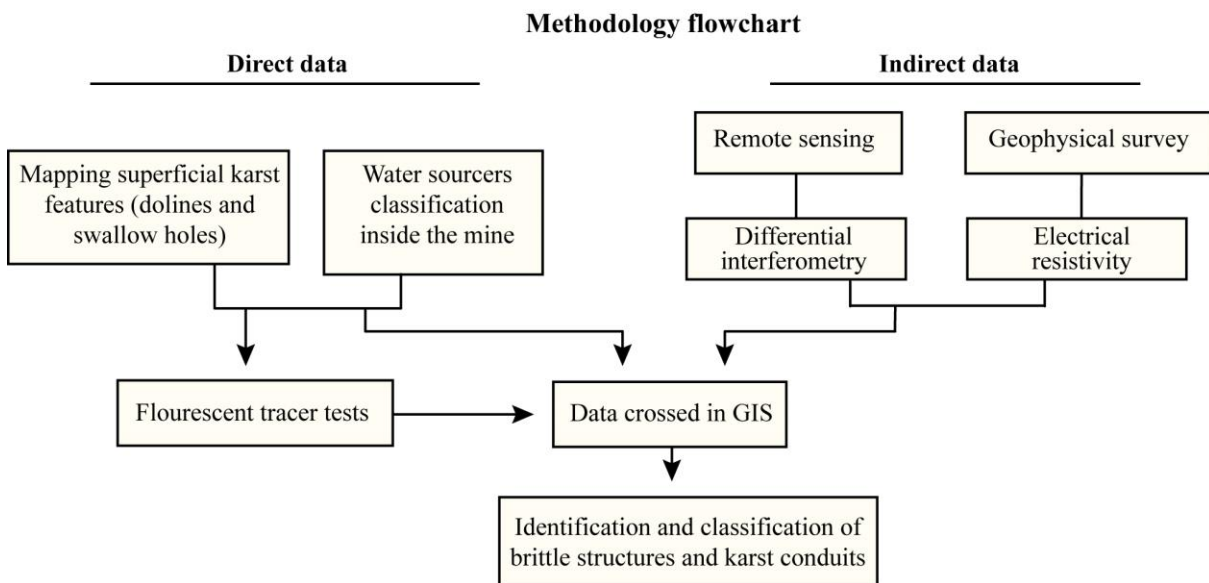 Methodology flowchart
Direct data
Indirect data
Mapping superficial karst
features (dolines and
swallow holes)
Water sourcers
classification
inside the mine
Remote sensing
Geophysical survey
Differential
interferometry
Electrical
resistivity
Flourescent tracer tests
Data crossed in GIS
Identification and classification of
brittle structures and karst conduits